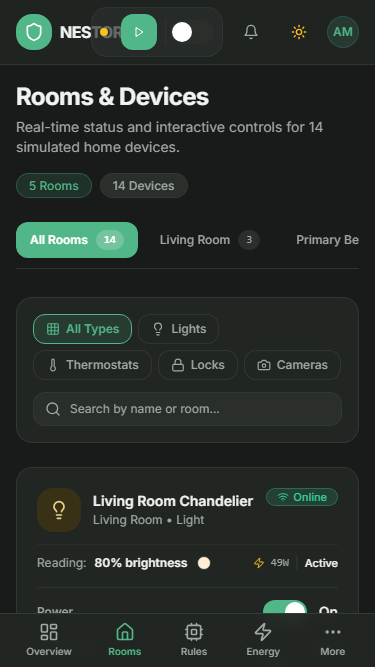 NESTOR
AM
Rooms & Devices
Real-time status and interactive controls for 14
simulated home devices.
5 Rooms 14 Devices
All Rooms 14 Living Room 3 Primary Be
All Types Lights
Thermostats Locks Cameras
Search by name or room...
Living Room Chandelier Online
Living Room • Light
Reading: 80% brightness 49W Active
Power On
Overview Rooms Rules Energy More